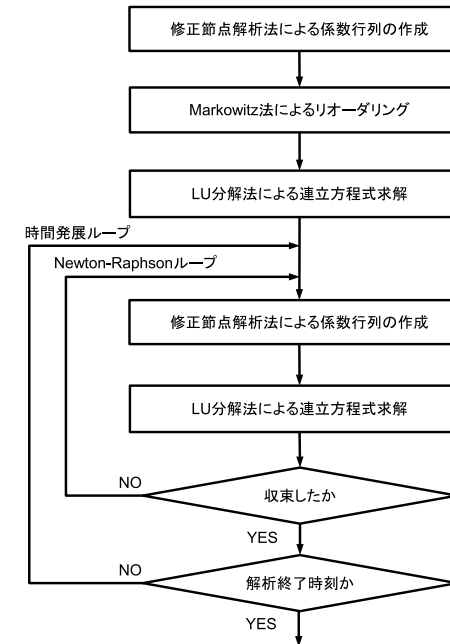 修正節点解析法による係数行列の作成
Markowitz法によるリオーダリング
LU分解法による連立方程式求解
時間発展ループ
Newton-Raphsonループ
修正節点解析法による係数行列の作成
LU分解法による連立方程式求解
NO
収束したか
YES
NO
解析終了時刻か
YES